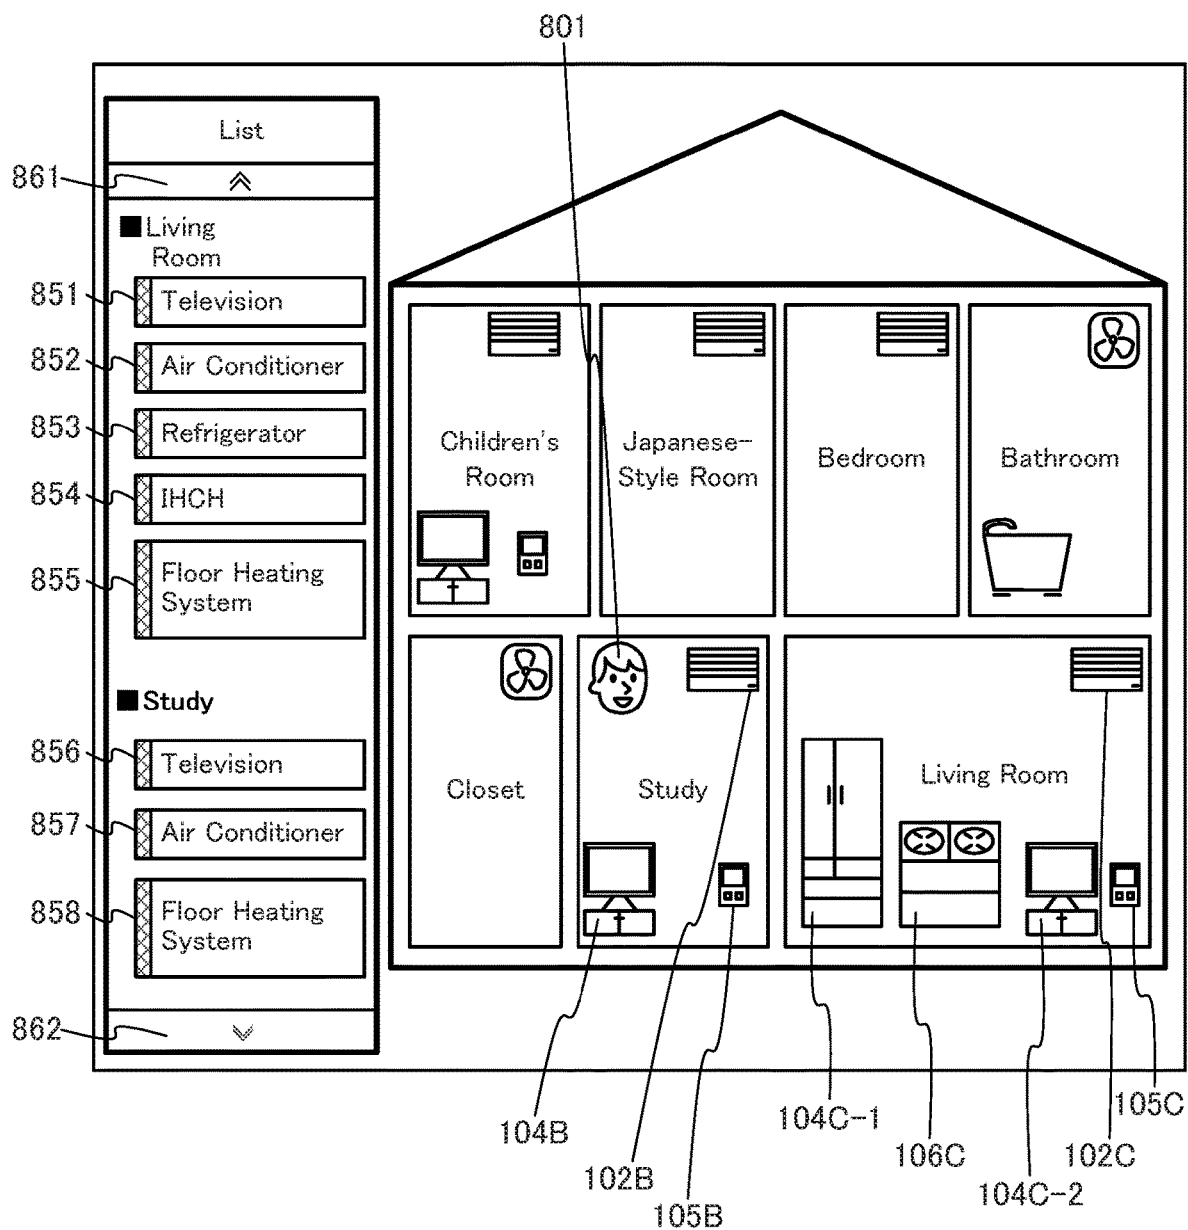 801
List
861
Living
Room
851
Television
852
Air Conditioner
853
Refrigerator
854
IHCH
855
Floor Heating
System
Study
856
Television
857
Air Conditioner
858
Floor Heating
System
862
Children's
Room
Japanese-
Style Room
Bedroom
Bathroom
Closet
Study
Living Room
104B
102B
105B
104C-1
106C
104C-2
102C
105C